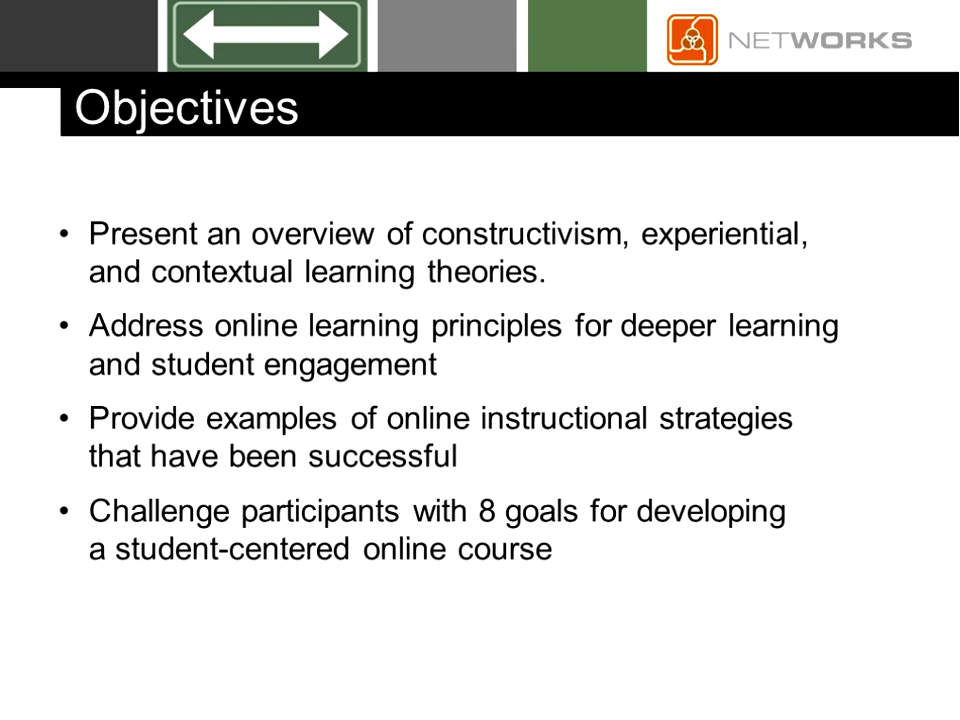 NETWORKS
Objectives
• Present an overview of constructivism, experiential,
and contextual learning theories.
• Address online learning principles for deeper learning
and student engagement
• Provide examples of online instructional strategies
that have been successful
• Challenge participants with 8 goals for developing
a student-centered online course